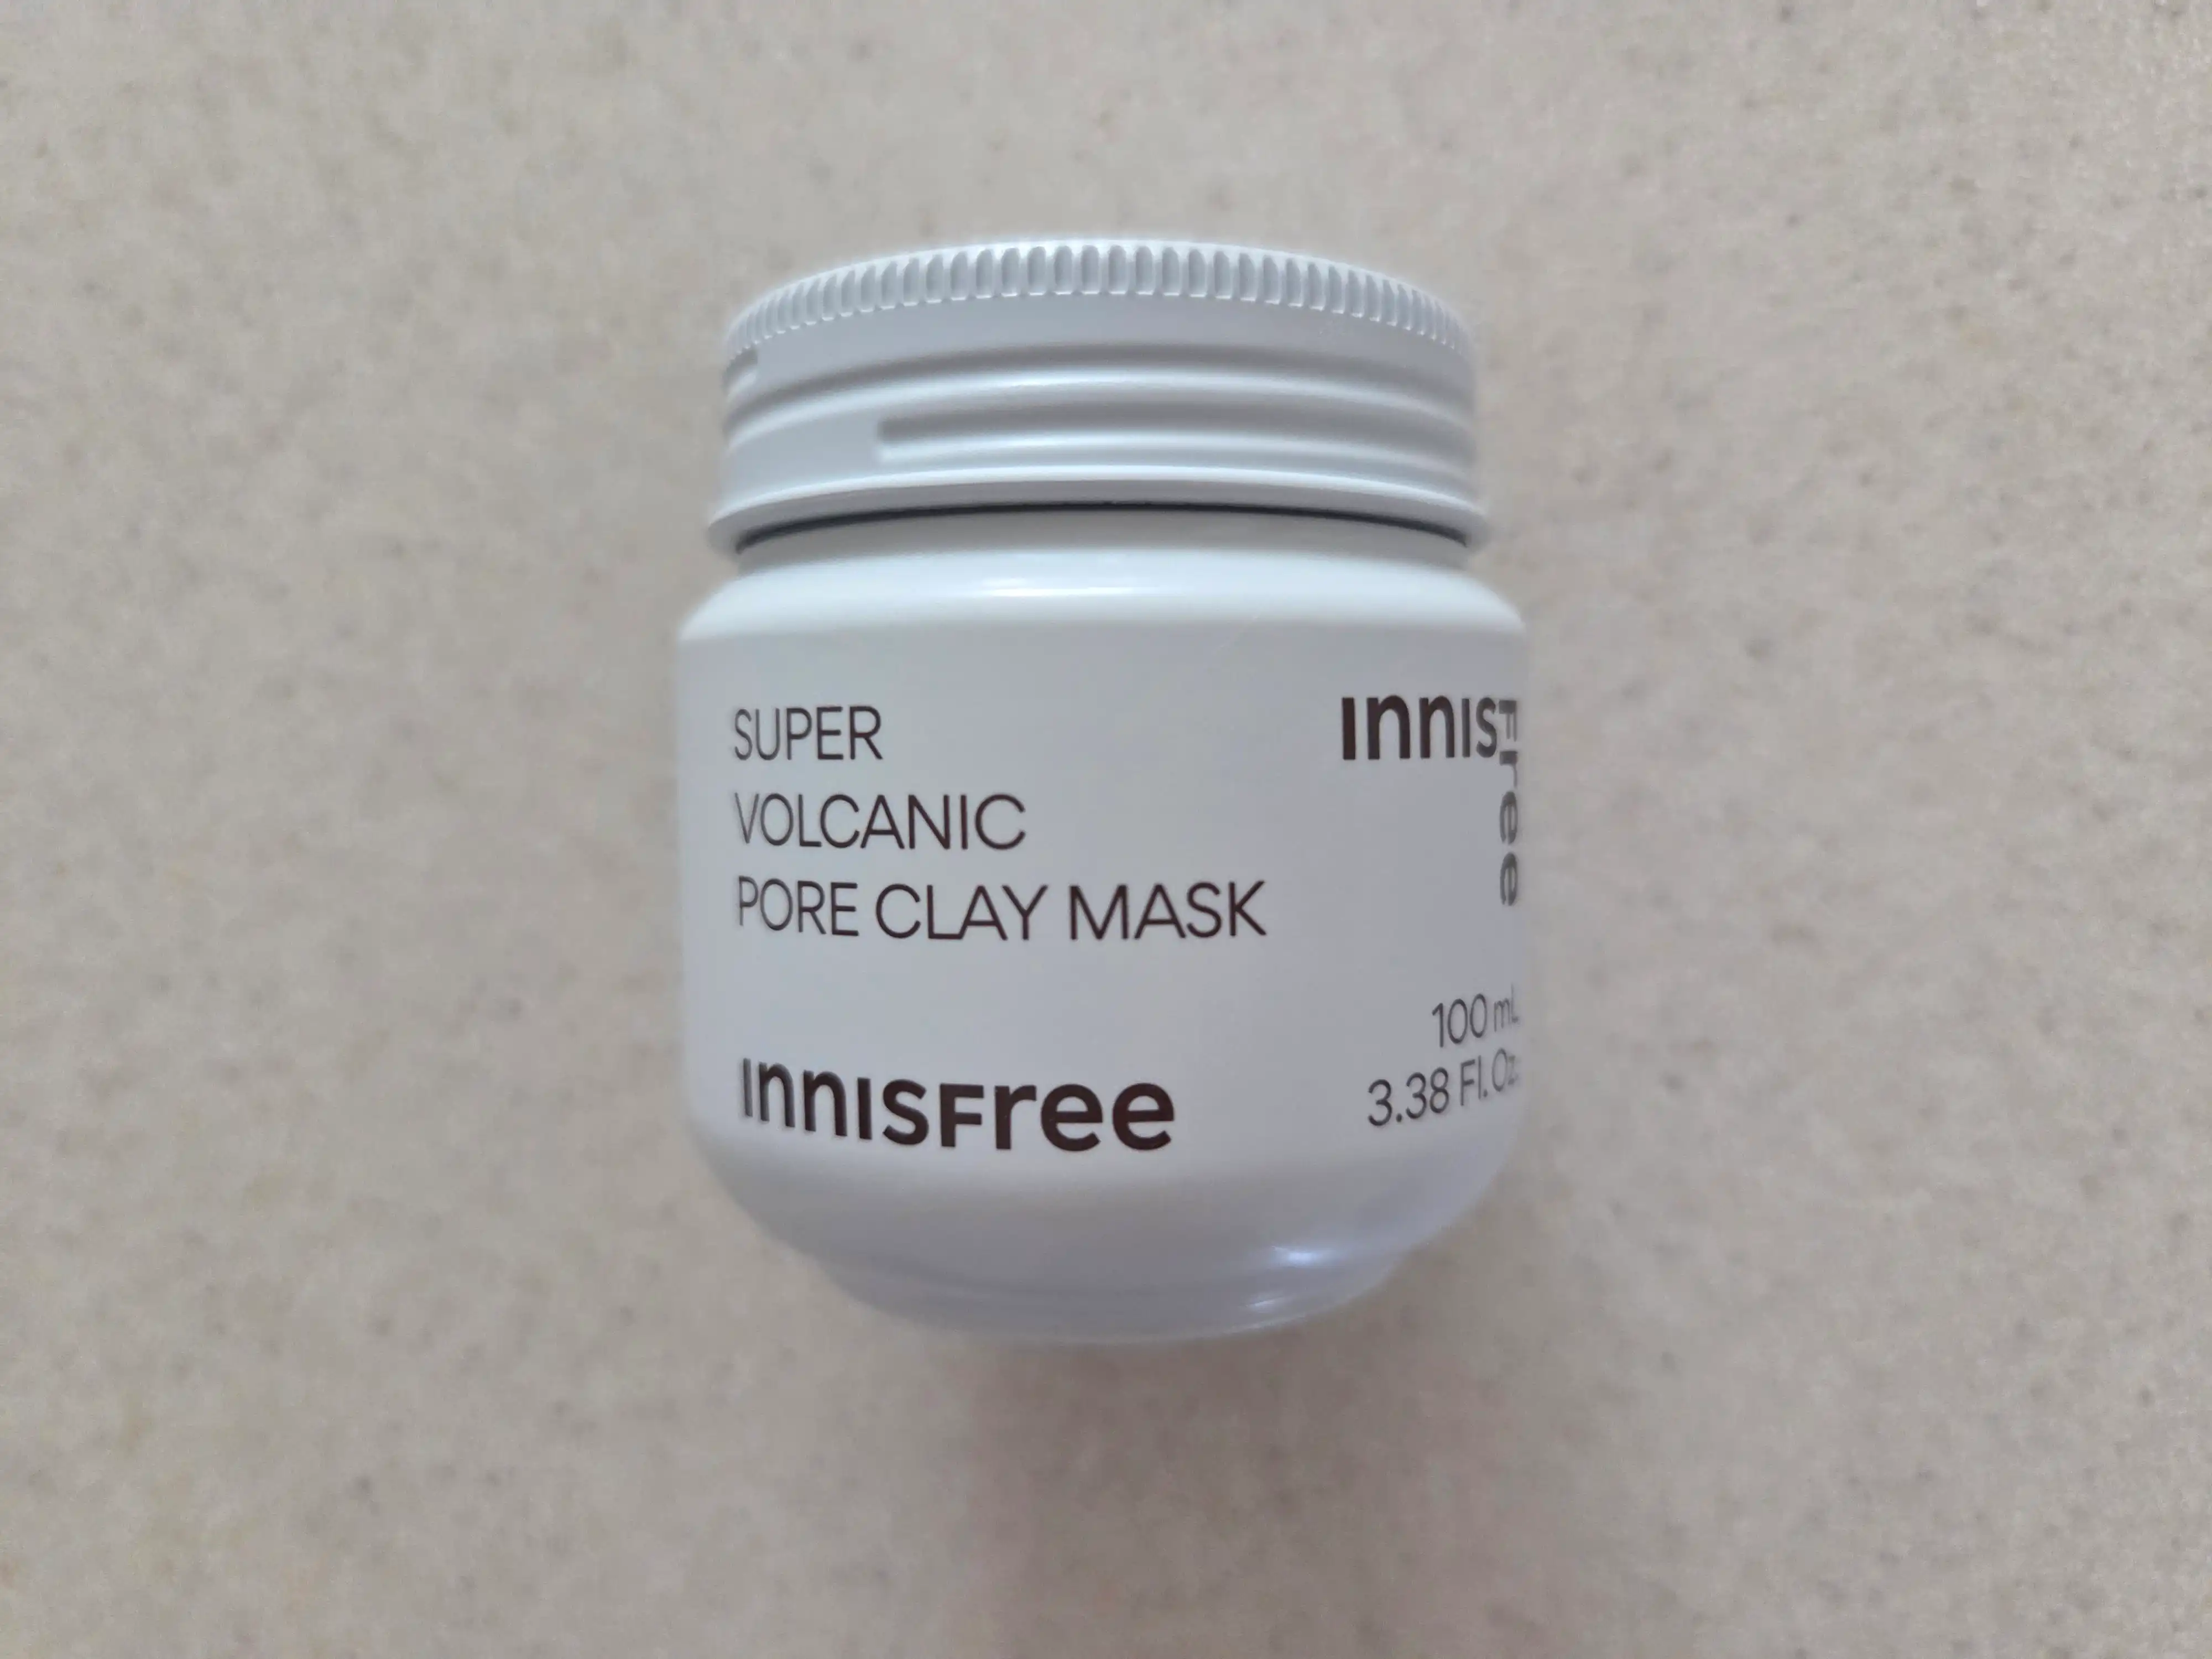 SUPER
VOLCANIC
PORE CLAY MASK
INNISFree
INNISFree
100 mL
3.38 Fl. Oz.